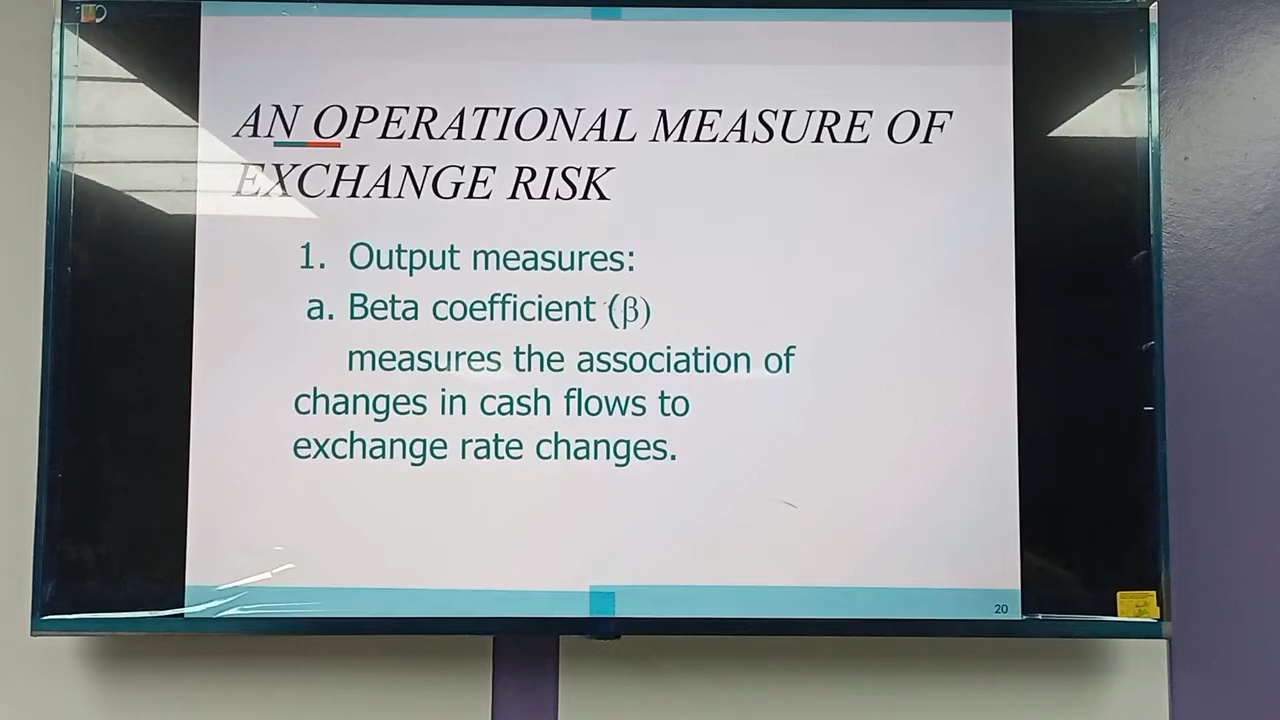 AN OPERATIONAL MEASURE OF
EXCHANGE RISK
1. Output measures:
a. Beta coefficient (β)
measures the association of
changes in cash flows to
exchange rate changes.
20